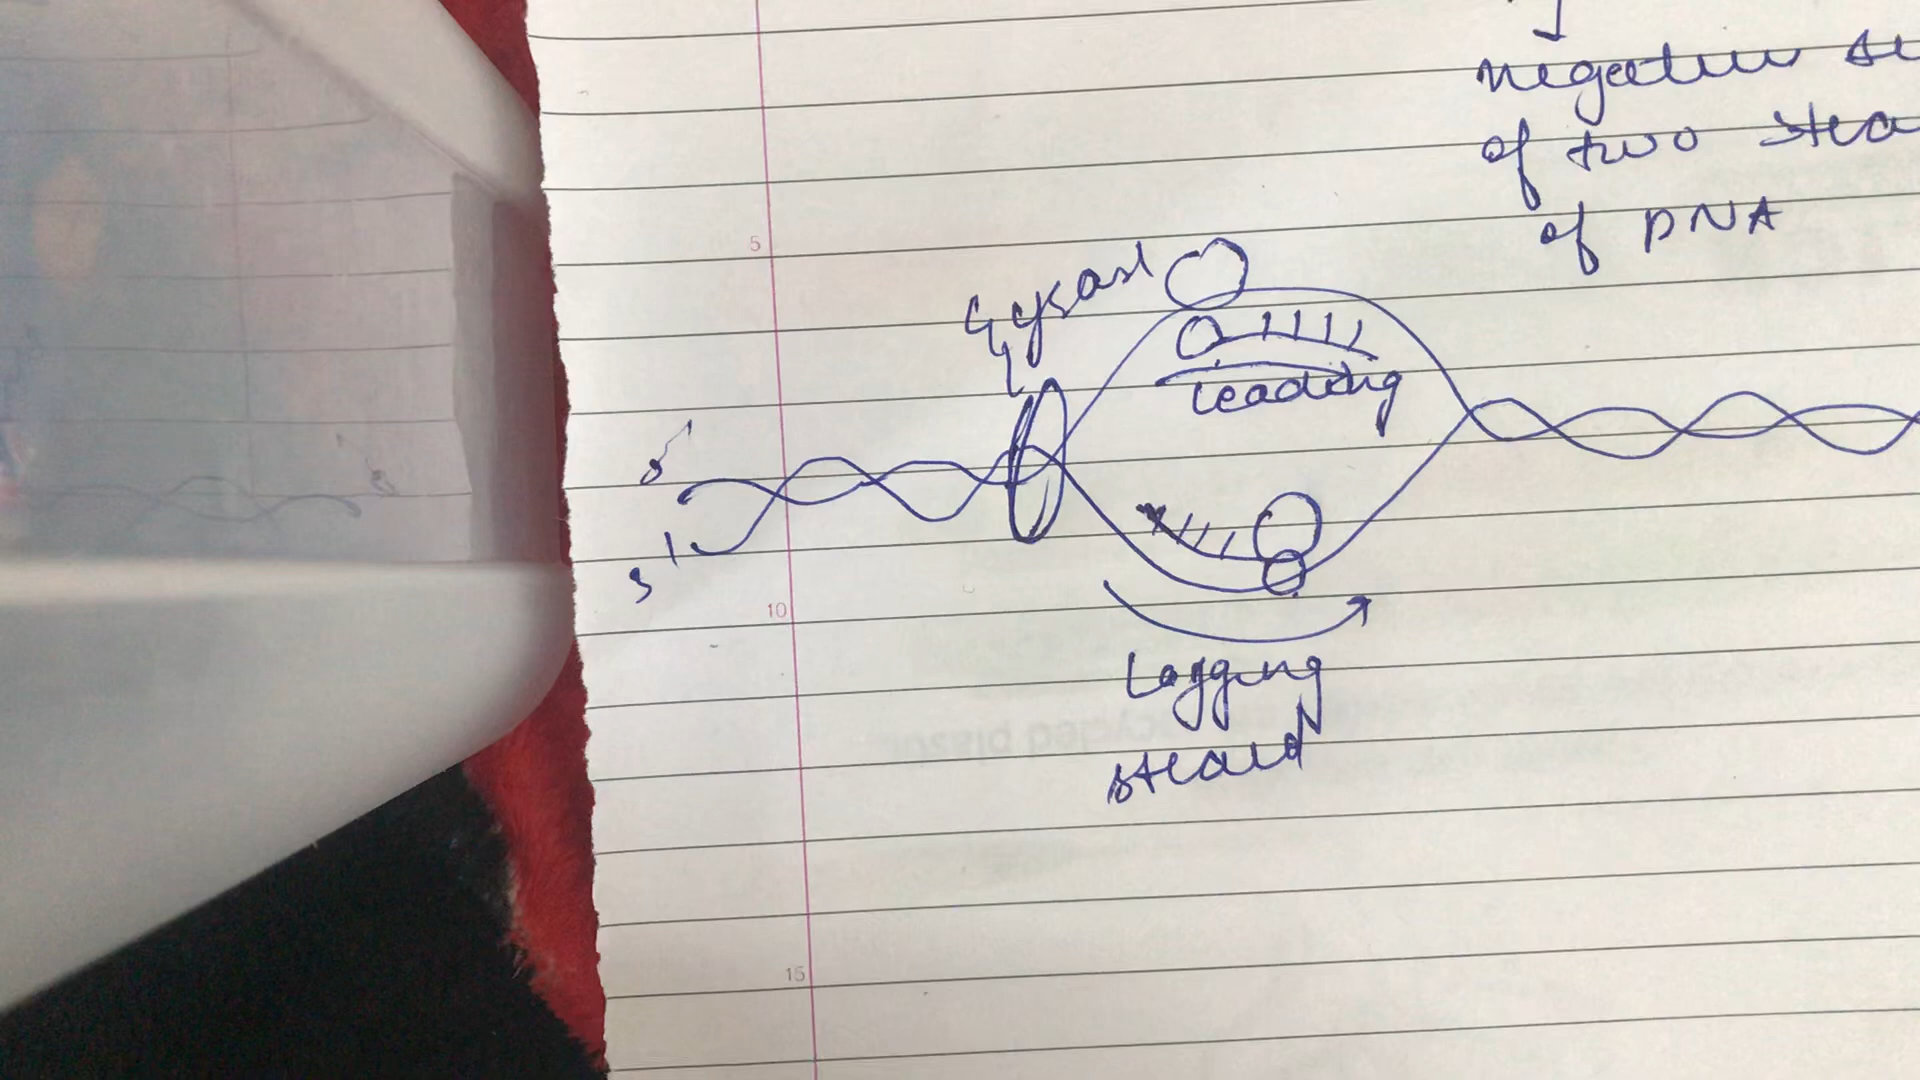 negative
of two
of DNA
5
Gyrase
leading
5'
3'
10
Lagging
strand
15